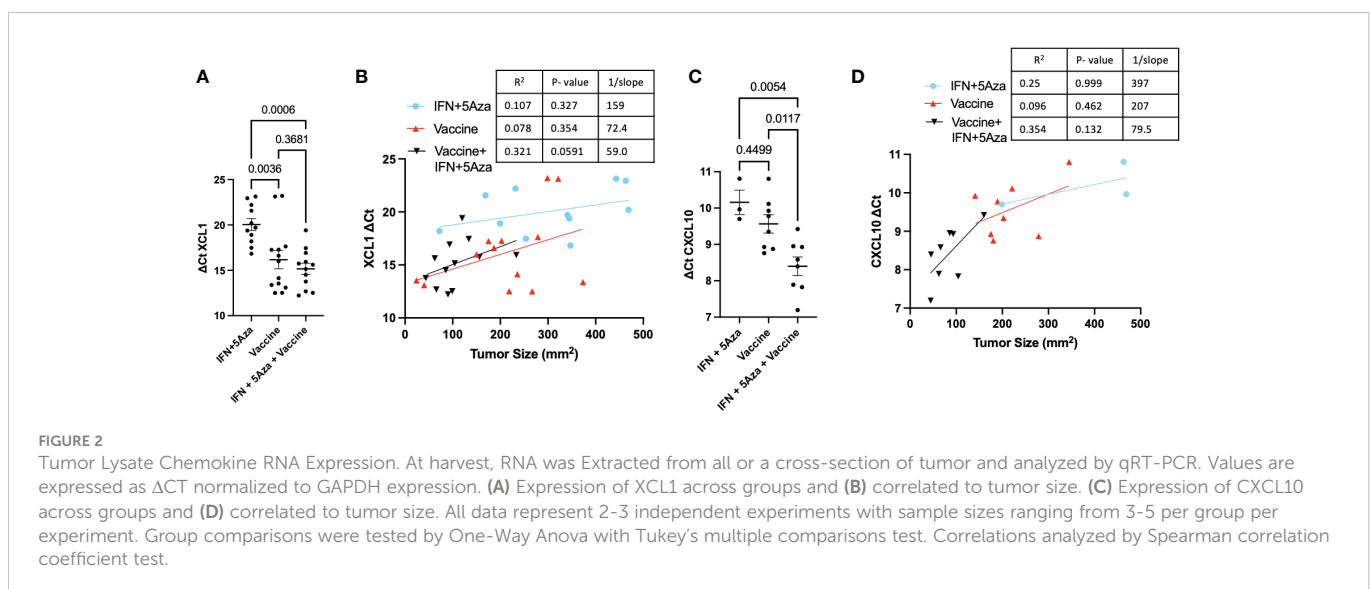 A
0.0006
0.3681
0.0036
ΔCt XCL1
25
20
15
10
IFN+5Aza
Vaccine
IFN + 5Aza + Vaccine
B
R2 P- value 1/slope
IFN+5Aza 0.107 0.327 159
Vaccine 0.078 0.354 72.4
Vaccine+ 0.321 0.0591 59.0
IFN+5Aza
XCL1 ΔCt
25
20
15
10
0 100 200 300 400 500
Tumor Size (mm2)
C
0.0054
0.0117
0.4499
ΔCt CXCL10
11
10
9
8
7
IFN + 5Aza
Vaccine
IFN + 5Aza + Vaccine
D
R2 P- value 1/slope
IFN+5Aza 0.25 0.999 397
Vaccine 0.096 0.462 207
Vaccine+ 0.354 0.132 79.5
IFN+5Aza
CXCL10 ΔCt
11
10
9
8
7
0 100 200 300 400 500
Tumor Size (mm2)
FIGURE 2
Tumor Lysate Chemokine RNA Expression. At harvest, RNA was Extracted from all or a cross-section of tumor and analyzed by qRT-PCR. Values are
expressed as ΔCT normalized to GAPDH expression. (A) Expression of XCL1 across groups and (B) correlated to tumor size. (C) Expression of CXCL10
across groups and (D) correlated to tumor size. All data represent 2-3 independent experiments with sample sizes ranging from 3-5 per group per
experiment. Group comparisons were tested by One-Way Anova with Tukey's multiple comparisons test. Correlations analyzed by Spearman correlation
coefficient test.